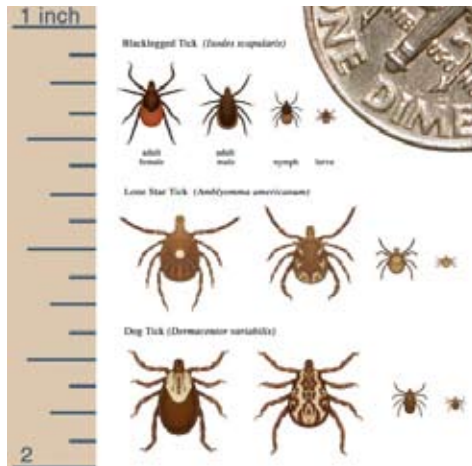 1 inch
Blacklegged Tick (Ixodes scapularis)
ONE DIME
adult female
adult male
nymph
larva
Lone Star Tick (Amblyomma americanum)
Dog Tick (Dermacentor variabilis)
2